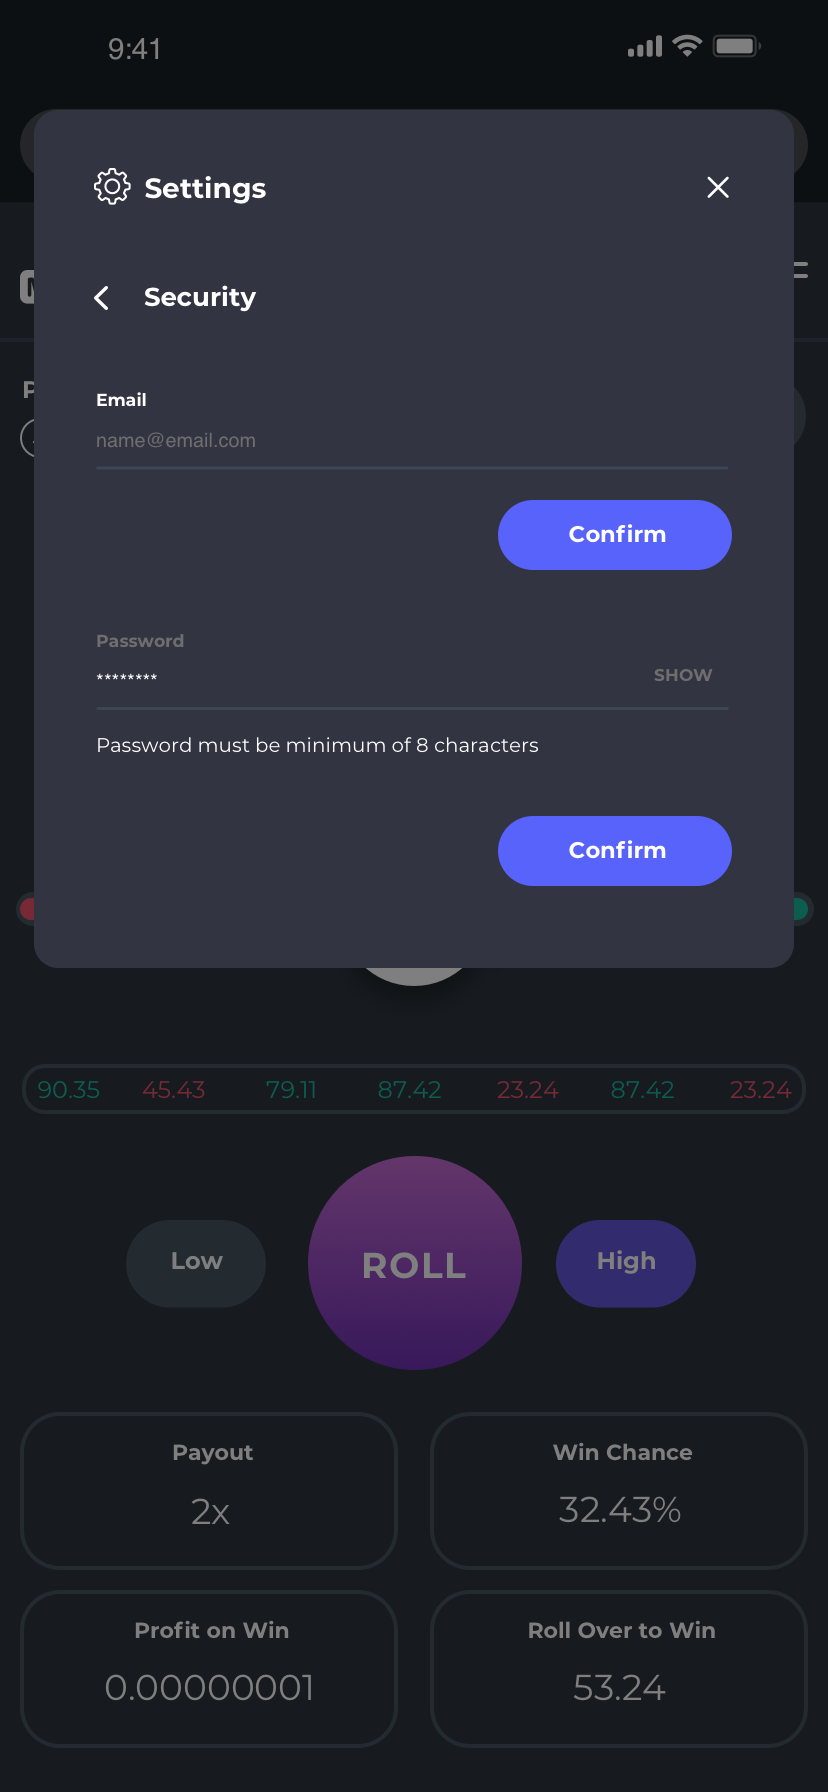 9:41
Settings
Security
Email
name@email.com
Confirm
Password
******** SHOW
Password must be minimum of 8 characters
Confirm
90.35 45.43 79.11 87.42 23.24 87.42 23.24
Low ROLL High
Payout Win Chance
2x 32.43%
Profit on Win Roll Over to Win
0.00000001 53.24